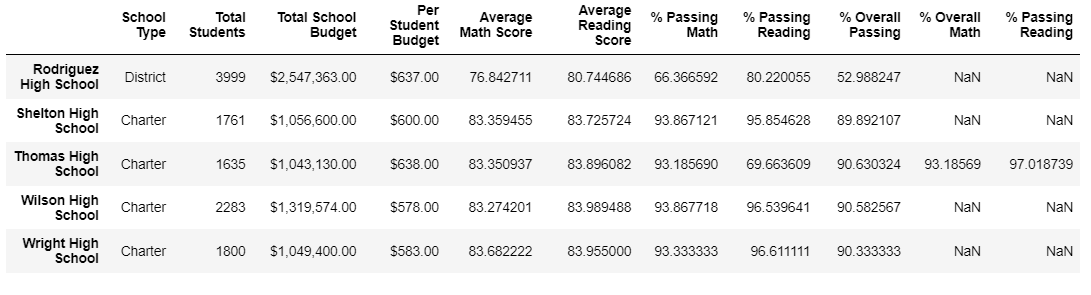 School Type Total Students Total School Budget Per Student Budget Average Math Score Average Reading Score % Passing Math % Passing Reading % Overall Passing % Overall Math % Passing Reading
Rodriguez High School District 3999 $2,547,363.00 $637.00 76.842711 80.744686 66.366592 80.220055 52.988247 NaN NaN
Shelton High School Charter 1761 $1,056,600.00 $600.00 83.359455 83.725724 93.867121 95.854628 89.892107 NaN NaN
Thomas High School Charter 1635 $1,043,130.00 $638.00 83.350937 83.896082 93.185690 69.663609 90.630324 93.18569 97.018739
Wilson High School Charter 2283 $1,319,574.00 $578.00 83.274201 83.989488 93.867718 96.539641 90.582567 NaN NaN
Wright High School Charter 1800 $1,049,400.00 $583.00 83.682222 83.955000 93.333333 96.611111 90.333333 NaN NaN